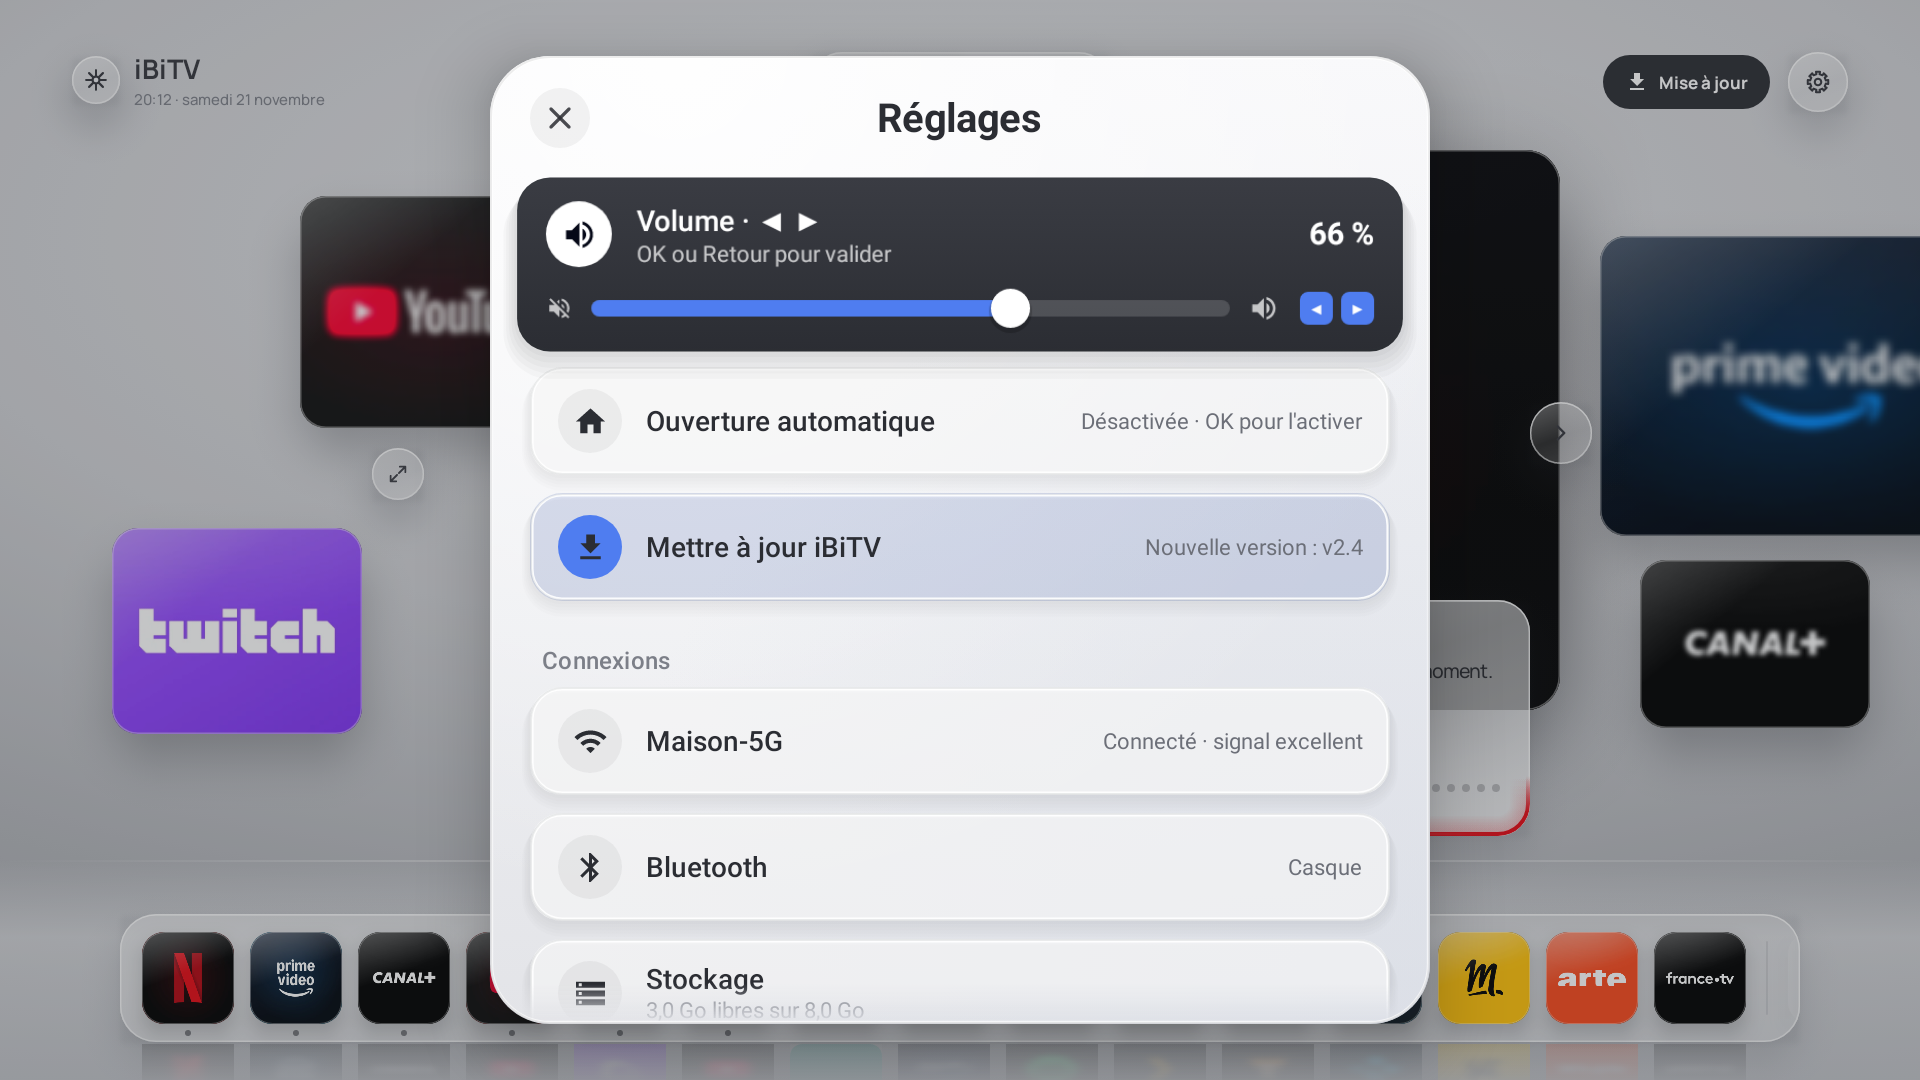 iBiTV
20:12 · samedi 21 novembre
Mise à jour
Réglages
Volume · ◀ ▶
OK ou Retour pour valider
66 %
◀ ▶
Ouverture automatique
Désactivée · OK pour l'activer
Mettre à jour iBiTV
Nouvelle version : v2.4
Connexions
Maison-5G
Connecté · signal excellent
Bluetooth
Casque
Stockage
3,0 Go libres sur 8,0 Go
twitch
prime video
CANAL+
N
prime video
CANAL+
M
arte
france•tv